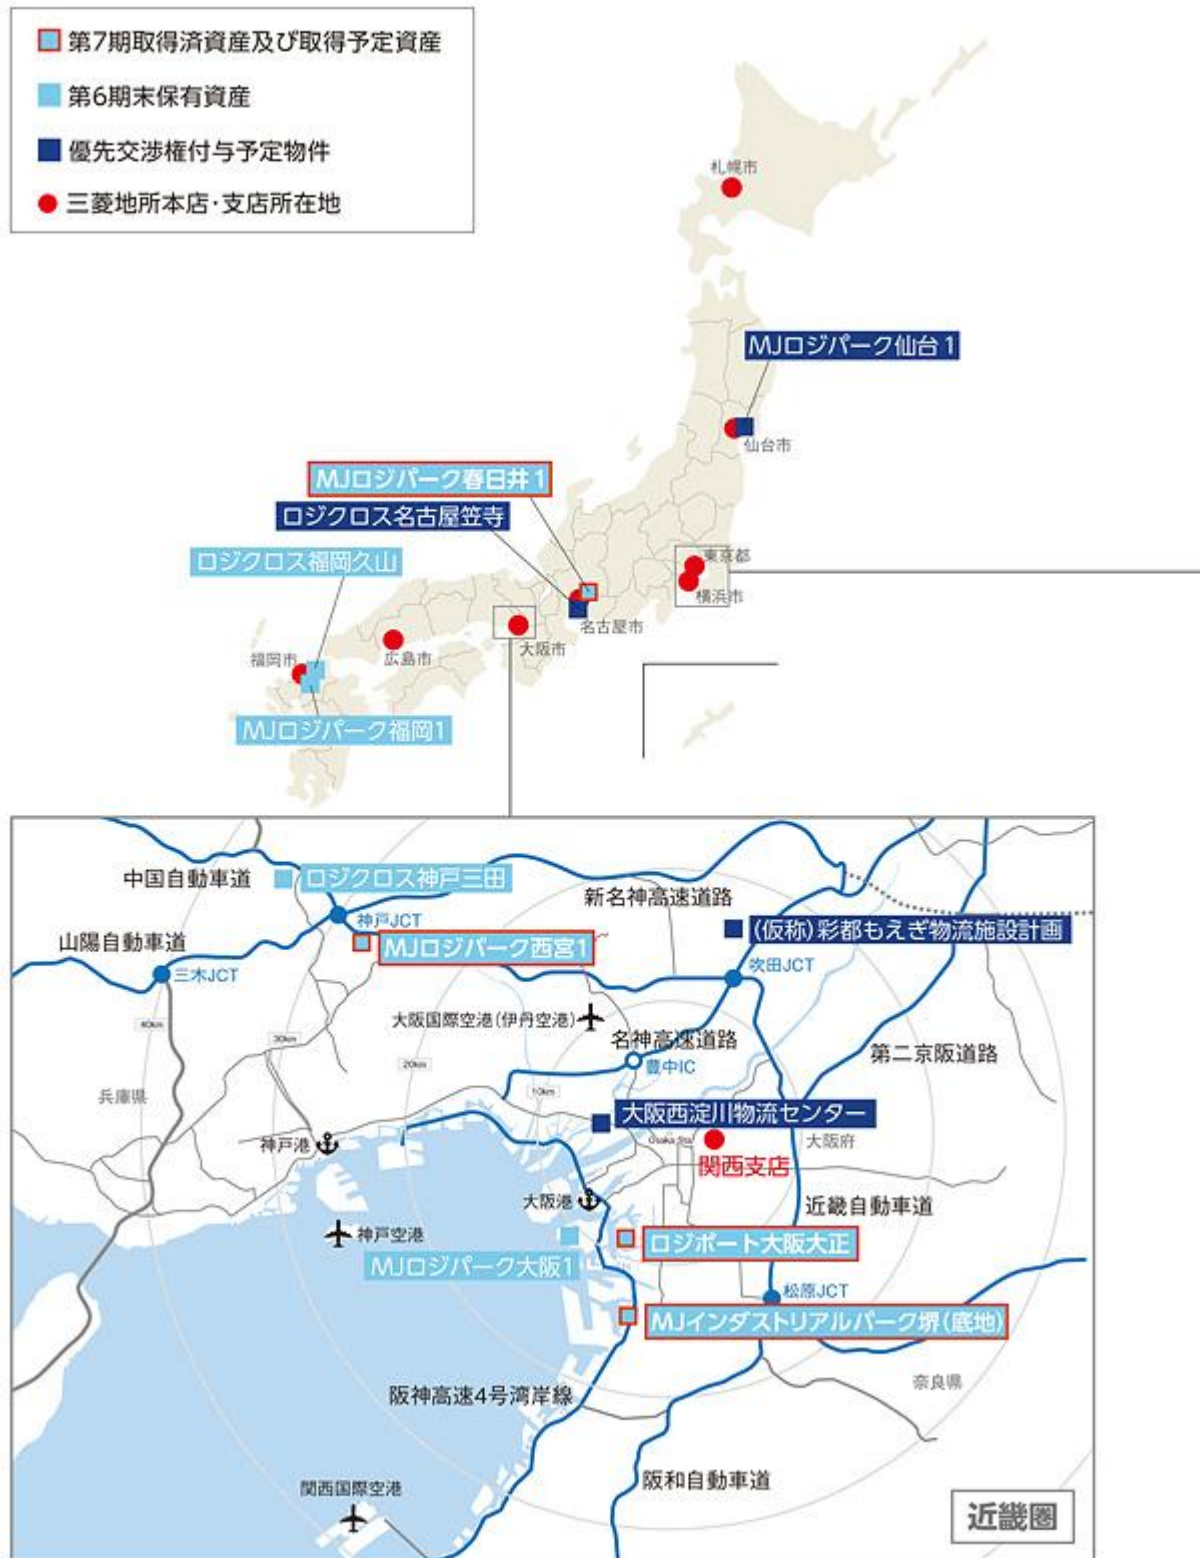 第7期取得済資産及び取得予定資産
第6期末保有資産
優先交渉権付与予定物件
三菱地所本店・支店所在地
札幌市
MJロジパーク仙台1
仙台市
MJロジパーク春日井1
ロジクロス名古屋笠寺
ロジクロス福岡久山
東京都
横浜市
名古屋市
大阪市
広島市
福岡市
MJロジパーク福岡1
中国自動車道
ロジクロス神戸三田
新名神高速道路
神戸JCT
(仮称)彩都もえぎ物流施設計画
山陽自動車道
MJロジパーク西宮1
三木JCT
吹田JCT
大阪国際空港(伊丹空港)
40km
30km
名神高速道路
第二京阪道路
20km
豊中IC
兵庫県
10km
大阪西淀川物流センター
神戸港
Osaka Sta.
大阪府
関西支店
大阪港
近畿自動車道
神戸空港
ロジポート大阪大正
MJロジパーク大阪1
松原JCT
MJインダストリアルパーク堺(底地)
奈良県
阪神高速4号湾岸線
阪和自動車道
関西国際空港
近畿圏